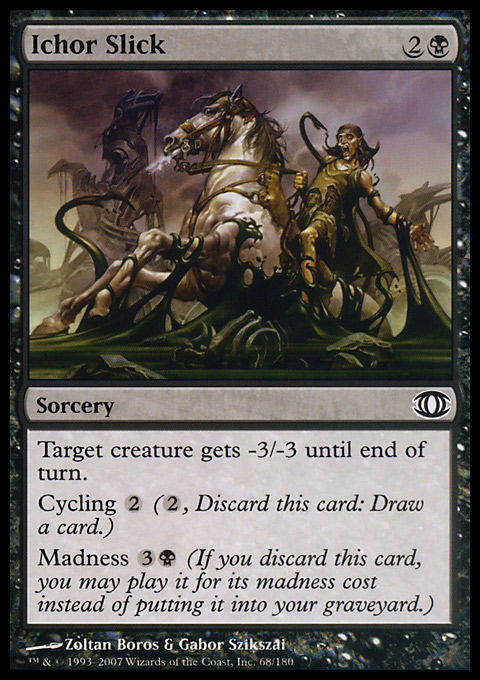 Ichor Slick 2
Sorcery
Target creature gets -3/-3 until end of
turn.
Cycling 2 (2, Discard this card: Draw
a card.)
Madness 3 (If you discard this card,
you may play it for its madness cost
instead of putting it into your graveyard.)
Zoltan Boros & Gabor Szikszai
™ & © 1993-2007 Wizards of the Coast, Inc. 68/180